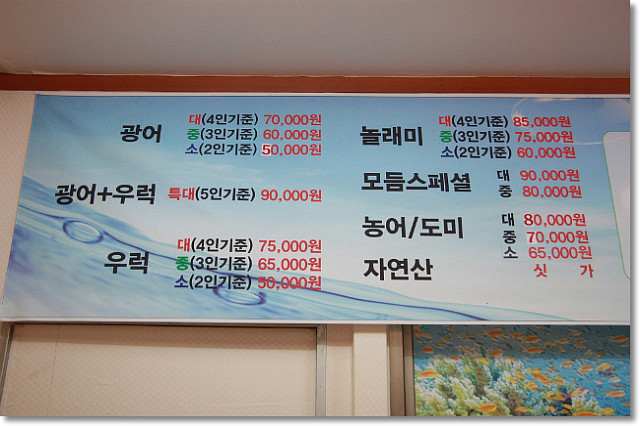 광어
대(4인기준) 70,000원
중(3인기준) 60,000원
소(2인기준) 50,000원
광어+우럭 특대(5인기준) 90,000원
우럭
대(4인기준) 75,000원
중(3인기준) 65,000원
소(2인기준) 50,000원
놀래미
대(4인기준) 85,000원
중(3인기준) 75,000원
소(2인기준) 60,000원
모듬스페셜
대 90,000원
중 80,000원
농어/도미
대 80,000원
중 70,000원
소 65,000원
자연산 싯 가